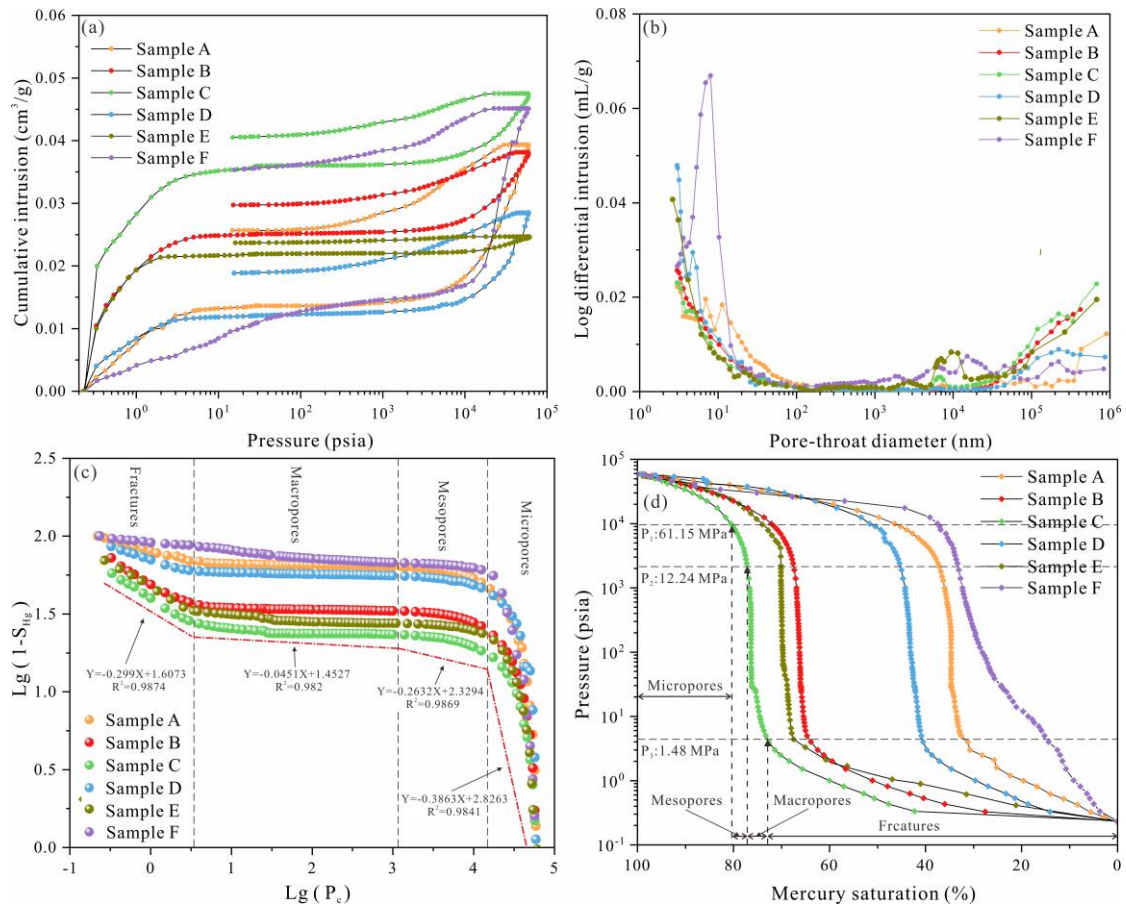 (a)
Sample A
Sample B
Sample C
Sample D
Sample E
Sample F
0.06
0.05
0.04
0.03
0.02
0.01
0.00
Cumulative intrusion (cm³/g)
10⁰
10¹
10²
10³
10⁴
10⁵
Pressure (psia)
(b)
Sample A
Sample B
Sample C
Sample D
Sample E
Sample F
0.08
0.06
0.04
0.02
0.00
Log differential intrusion (mL/g)
10⁰
10¹
10²
10³
10⁴
10⁵
10⁶
Pore-throat diameter (nm)
(c)
Fractures
Macropores
Mesopores
Micropores
2.5
2.0
1.5
1.0
0.5
0.0
Lg ( 1-S_Hg )
Y=-0.299X+1.6073
R²=0.9874
Y=-0.0451X+1.4527
R²=0.982
Y=-0.2632X+2.3294
R²=0.9869
Y=-0.3863X+2.8263
R²=0.9841
Sample A
Sample B
Sample C
Sample D
Sample E
Sample F
-1
0
1
2
3
4
5
Lg ( P_c )
(d)
Sample A
Sample B
Sample C
Sample D
Sample E
Sample F
10⁵
10⁴
10³
10²
10¹
10⁰
10⁻¹
Pressure (psia)
P₁:61.15 MPa
P₂:12.24 MPa
Micropores
P₃:1.48 MPa
Mesopores
Macropores
Frcatures
100
80
60
40
20
0
Mercury saturation (%)